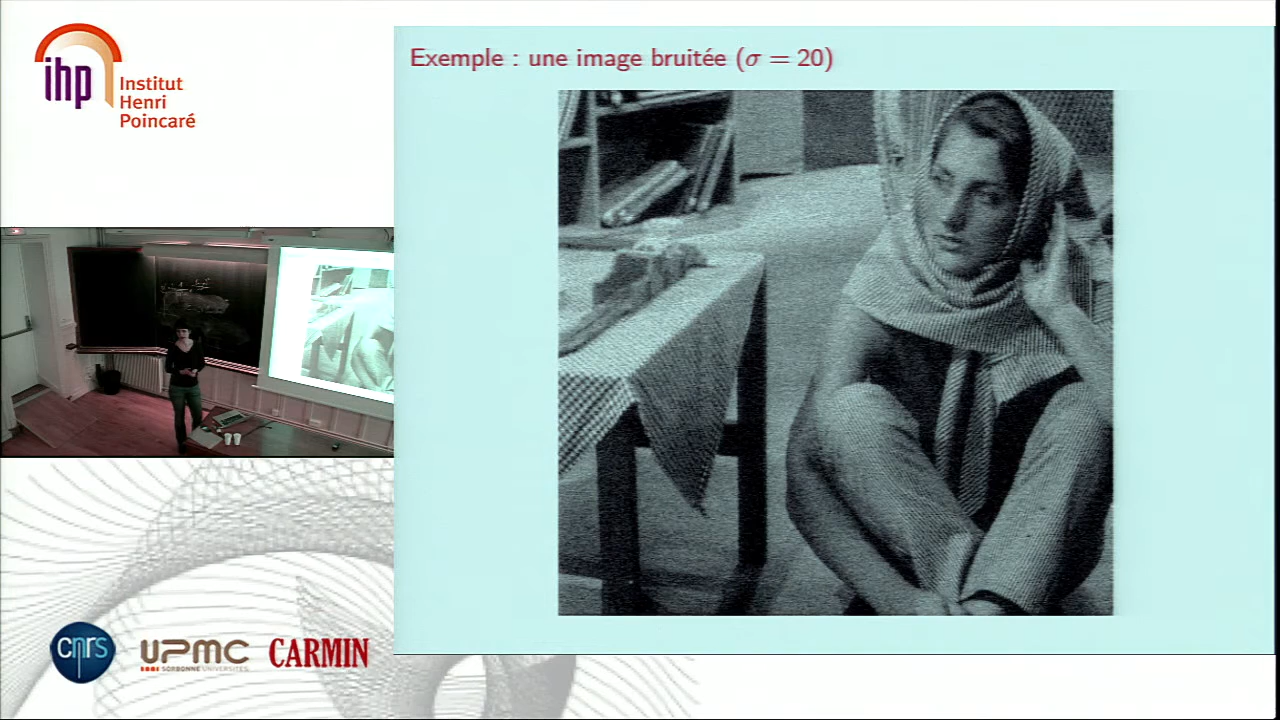 ihp
Institut
Henri
Poincaré
Exemple : une image bruitée (σ = 20)
cnrs
UPMC
SORBONNE UNIVERSITÉS
CARMIN